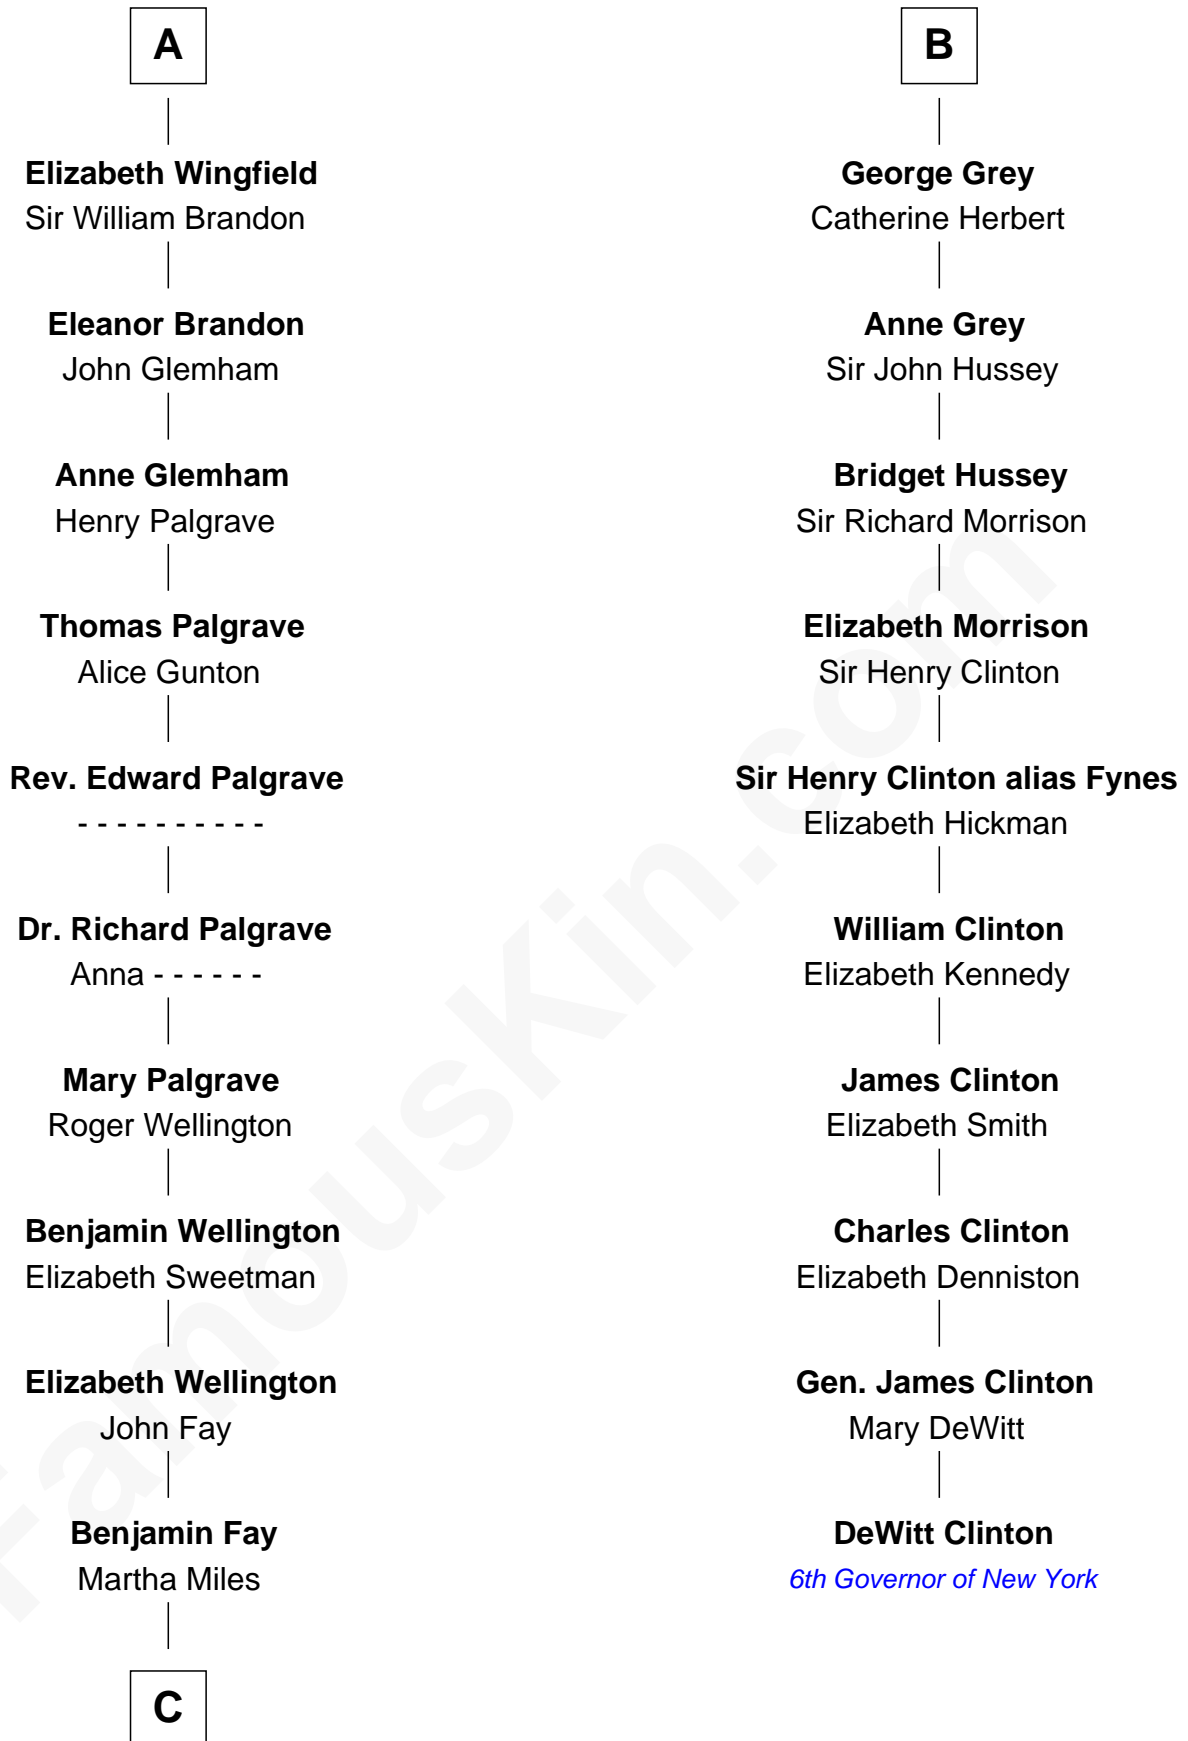 A
Elizabeth Wingfield
Sir William Brandon
Eleanor Brandon
John Glemham
Anne Glemham
Henry Palgrave
Thomas Palgrave
Alice Gunton
Rev. Edward Palgrave
- - - - - - - - - -
Dr. Richard Palgrave
Anna - - - - - -
Mary Palgrave
Roger Wellington
Benjamin Wellington
Elizabeth Sweetman
Elizabeth Wellington
John Fay
Benjamin Fay
Martha Miles
C
B
George Grey
Catherine Herbert
Anne Grey
Sir John Hussey
Bridget Hussey
Sir Richard Morrison
Elizabeth Morrison
Sir Henry Clinton
Sir Henry Clinton alias Fynes
Elizabeth Hickman
William Clinton
Elizabeth Kennedy
James Clinton
Elizabeth Smith
Charles Clinton
Elizabeth Denniston
Gen. James Clinton
Mary DeWitt
DeWitt Clinton
6th Governor of New York
FamousKin.com